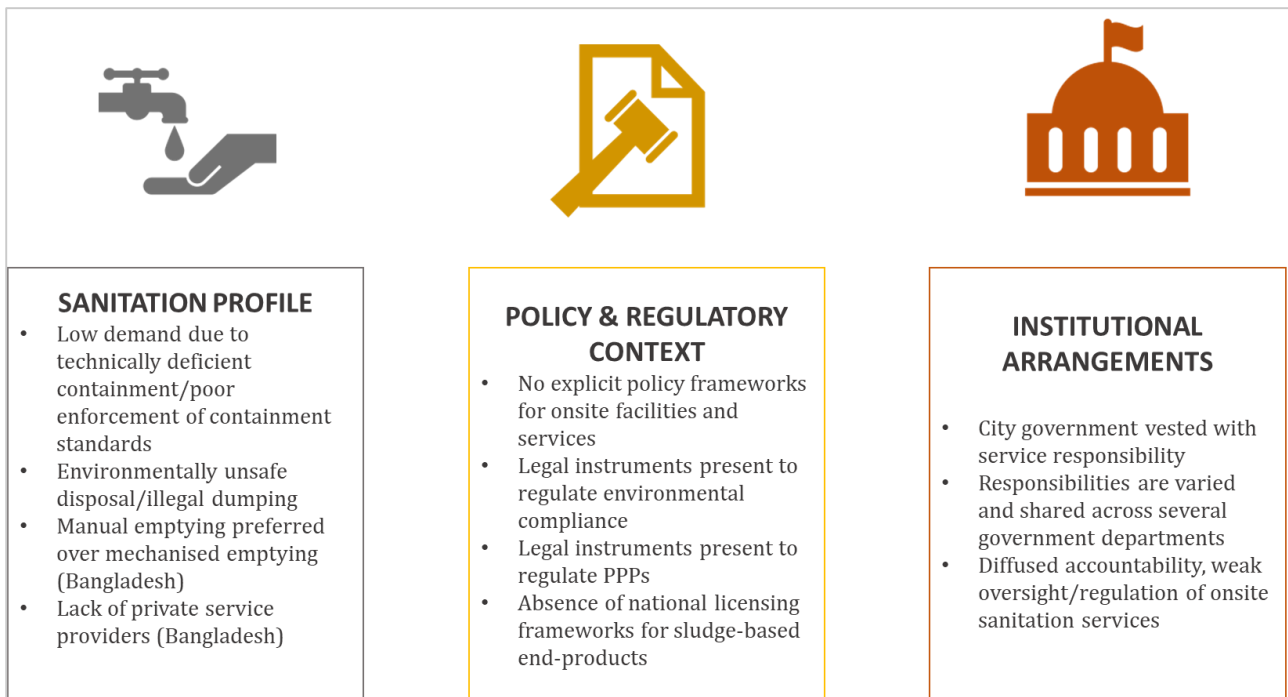 SANITATION PROFILE
• Low demand due to
technically deficient
containment/poor
enforcement of containment
standards
• Environmentally unsafe
disposal/illegal dumping
• Manual emptying preferred
over mechanised emptying
(Bangladesh)
• Lack of private service
providers (Bangladesh)
POLICY & REGULATORY
CONTEXT
• No explicit policy frameworks
for onsite facilities and
services
• Legal instruments present to
regulate environmental
compliance
• Legal instruments present to
regulate PPPs
• Absence of national licensing
frameworks for sludge-based
end-products
INSTITUTIONAL
ARRANGEMENTS
• City government vested with
service responsibility
• Responsibilities are varied
and shared across several
government departments
• Diffused accountability, weak
oversight/regulation of onsite
sanitation services